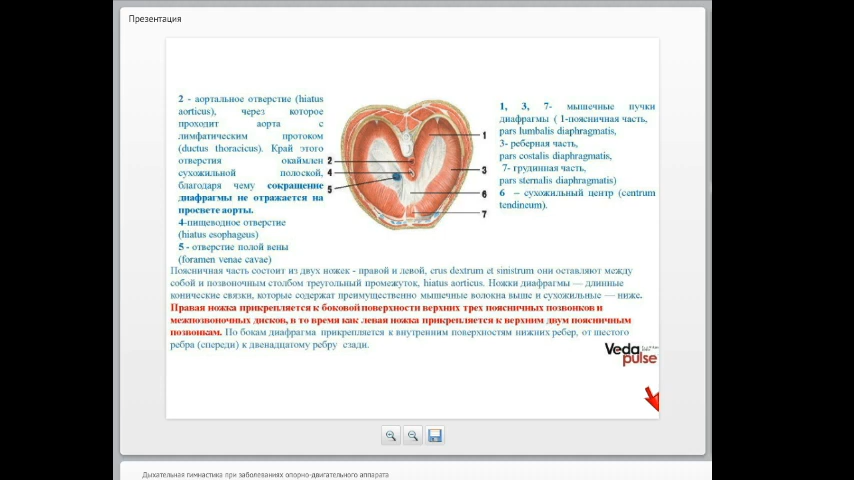 Презентация
2 - аортальное отверстие (hiatus
aorticus), через которое
проходит аорта с
лимфатическим протоком
(ductus thoracicus). Край этого
отверстия окаймлен
сухожильной полоской,
благодаря чему сокращение
диафрагмы не отражается на
просвете аорты.
4-пищеводное отверстие
(hiatus esophageus)
5 - отверстие полой вены
(foramen venae cavae)
1
2
4
5
3
6
7
1, 3, 7- мышечные пучки
диафрагмы ( 1-поясничная часть,
pars lumbalis diaphragmatis,
3- реберная часть,
pars costalis diaphragmatis,
7- грудинная часть,
pars sternalis diaphragmatis)
6 – сухожильный центр (centrum
tendineum).
Поясничная часть состоит из двух ножек - правой и левой, crus dextrum et sinistrum они оставляют между
собой и позвоночным столбом треугольный промежуток, hiatus aorticus. Ножки диафрагмы — длинные
конические связки, которые содержат преимущественно мышечные волокна выше и сухожильные — ниже.
Правая ножка прикрепляется к боковой поверхности верхних трех поясничных позвонков и
межпозвоночных дисков, в то время как левая ножка прикрепляется к верхним двум поясничным
позвонкам. По бокам диафрагма прикрепляется к внутренним поверхностям нижних ребер, от шестого
ребра (спереди) к двенадцатому ребру сзади.
Veda
pulse
Дыхательная гимнастика при заболеваниях опорно-двигательного аппарата